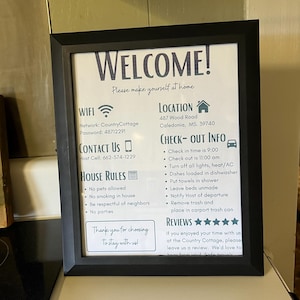 WELCOME!
Please make yourself at home
WIFI
Network: CountryCottage
Password: 48712291
LOCATION
487 Wood Road
Caledonia, MS. 39740
CONTACT US
Host Cell: 662-574-1239
CHECK-OUT INFO
Check in time is 9:00
Check out is 11:00 am
Turn off all lights, heat/AC
Dishes loaded in dishwasher
Put towels in shower
Leave beds unmade
Notify Host of departure
Remove trash and
place in carport trash can
HOUSE RULES
No pets allowed
No smoking in house
Be respectful of neighbors
No parties
Thank you for choosing
to stay with us!
REVIEWS
If you enjoyed your time with us
at the Country Cottage, please
leave us a review. We'd love to